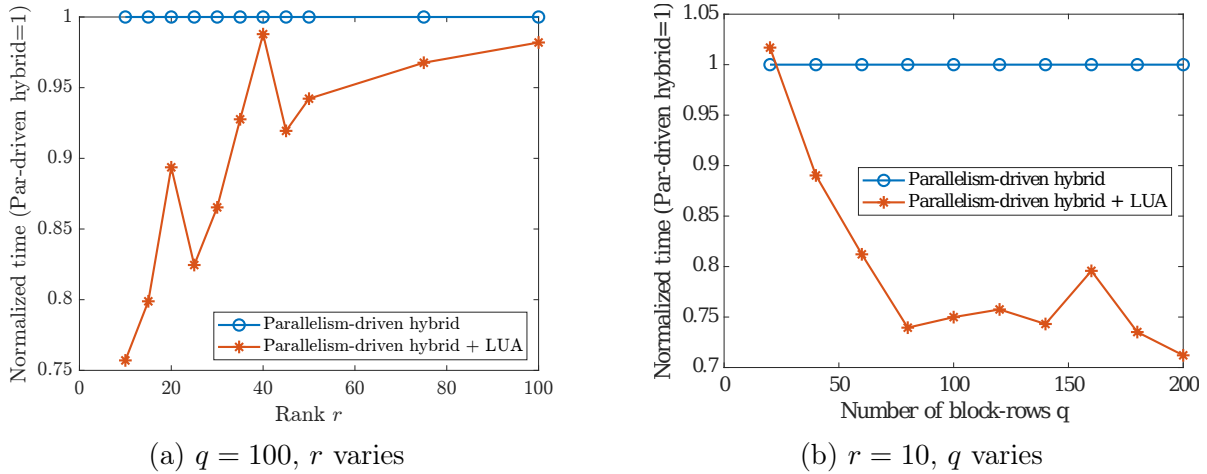 Normalized time (Par-driven hybrid=1)
1
0.95
0.9
0.85
0.8
0.75
Parallelism-driven hybrid
Parallelism-driven hybrid + LUA
0 20 40 60 80 100
Rank r
(a) q = 100, r varies
Normalized time (Par-driven hybrid=1)
1.05
1
0.95
0.9
0.85
0.8
0.75
0.7
Parallelism-driven hybrid
Parallelism-driven hybrid + LUA
0 50 100 150 200
Number of block-rows q
(b) r = 10, q varies